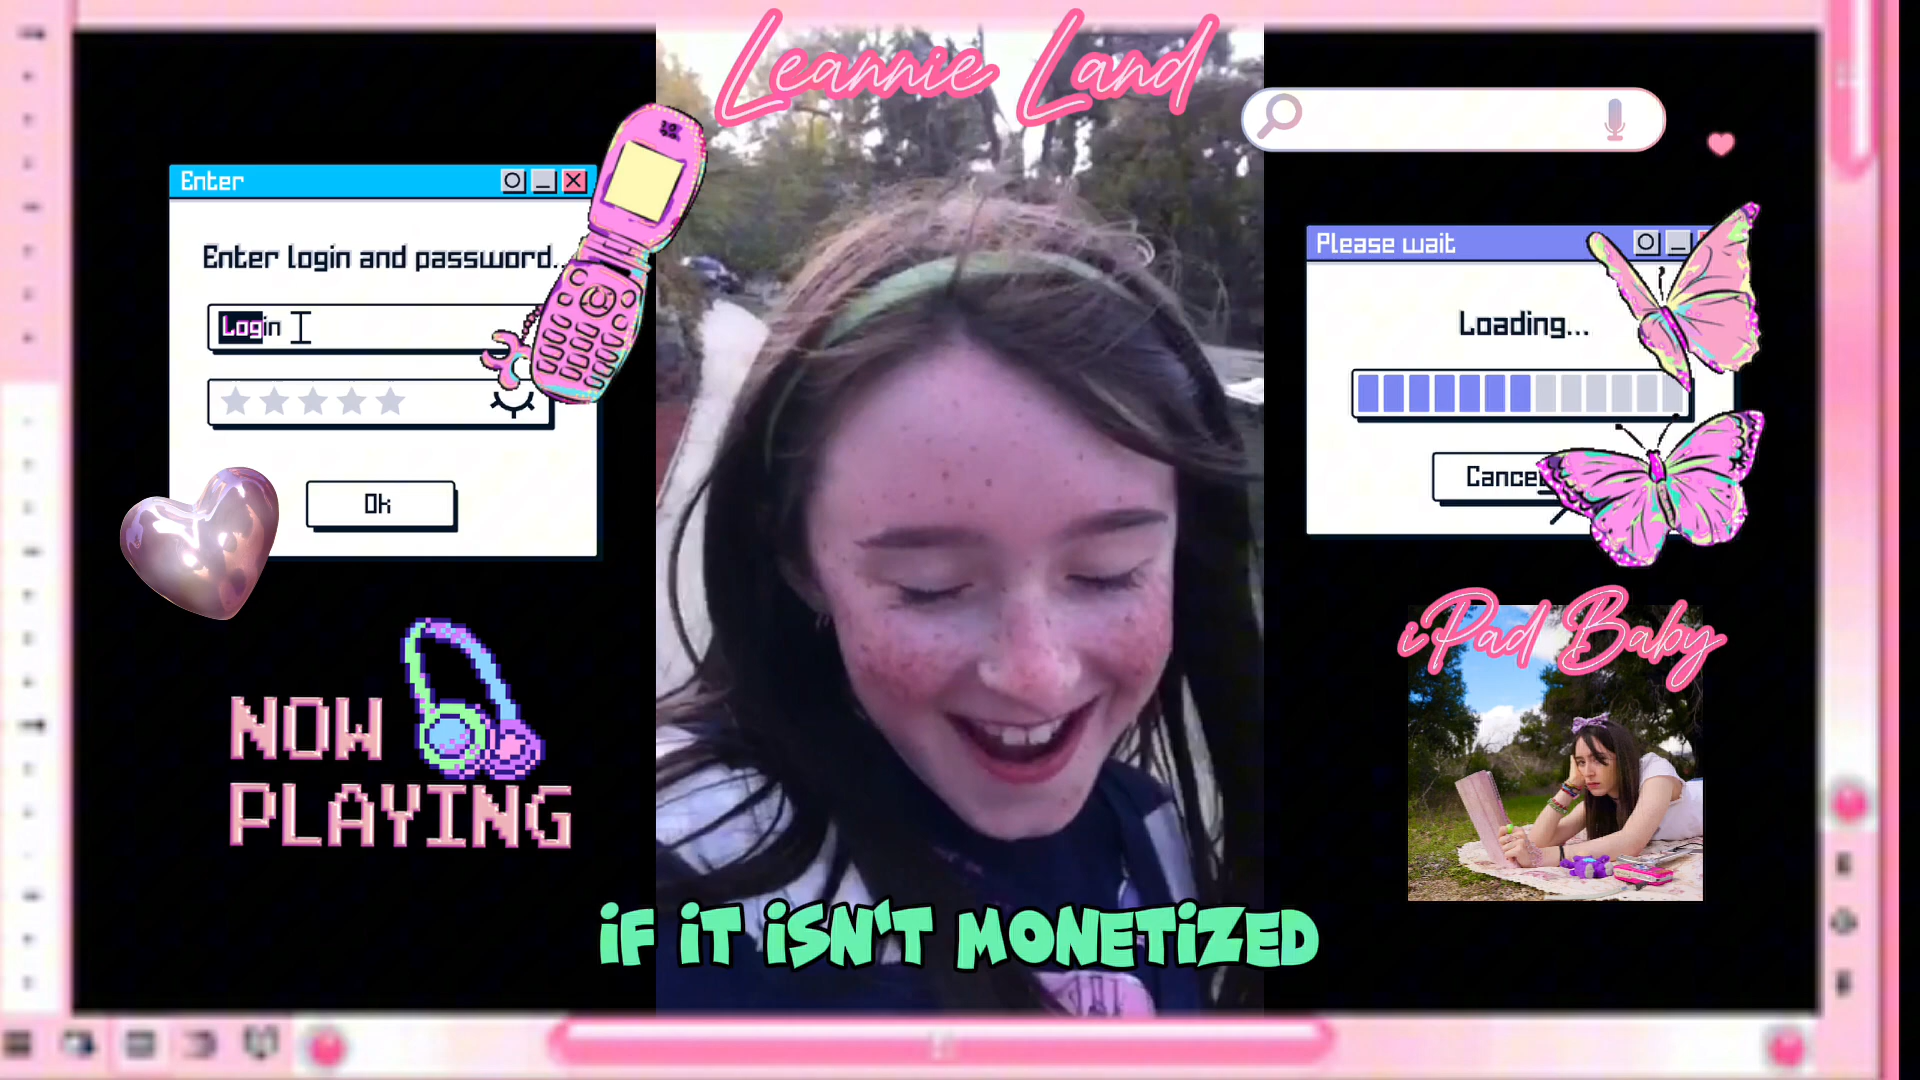 Leannie Land
Enter
Enter login and password...
Login
Ok
Please wait
Loading...
Cancel
iPad Baby
NOW
PLAYING
iF iT iSN'T MONETiZED